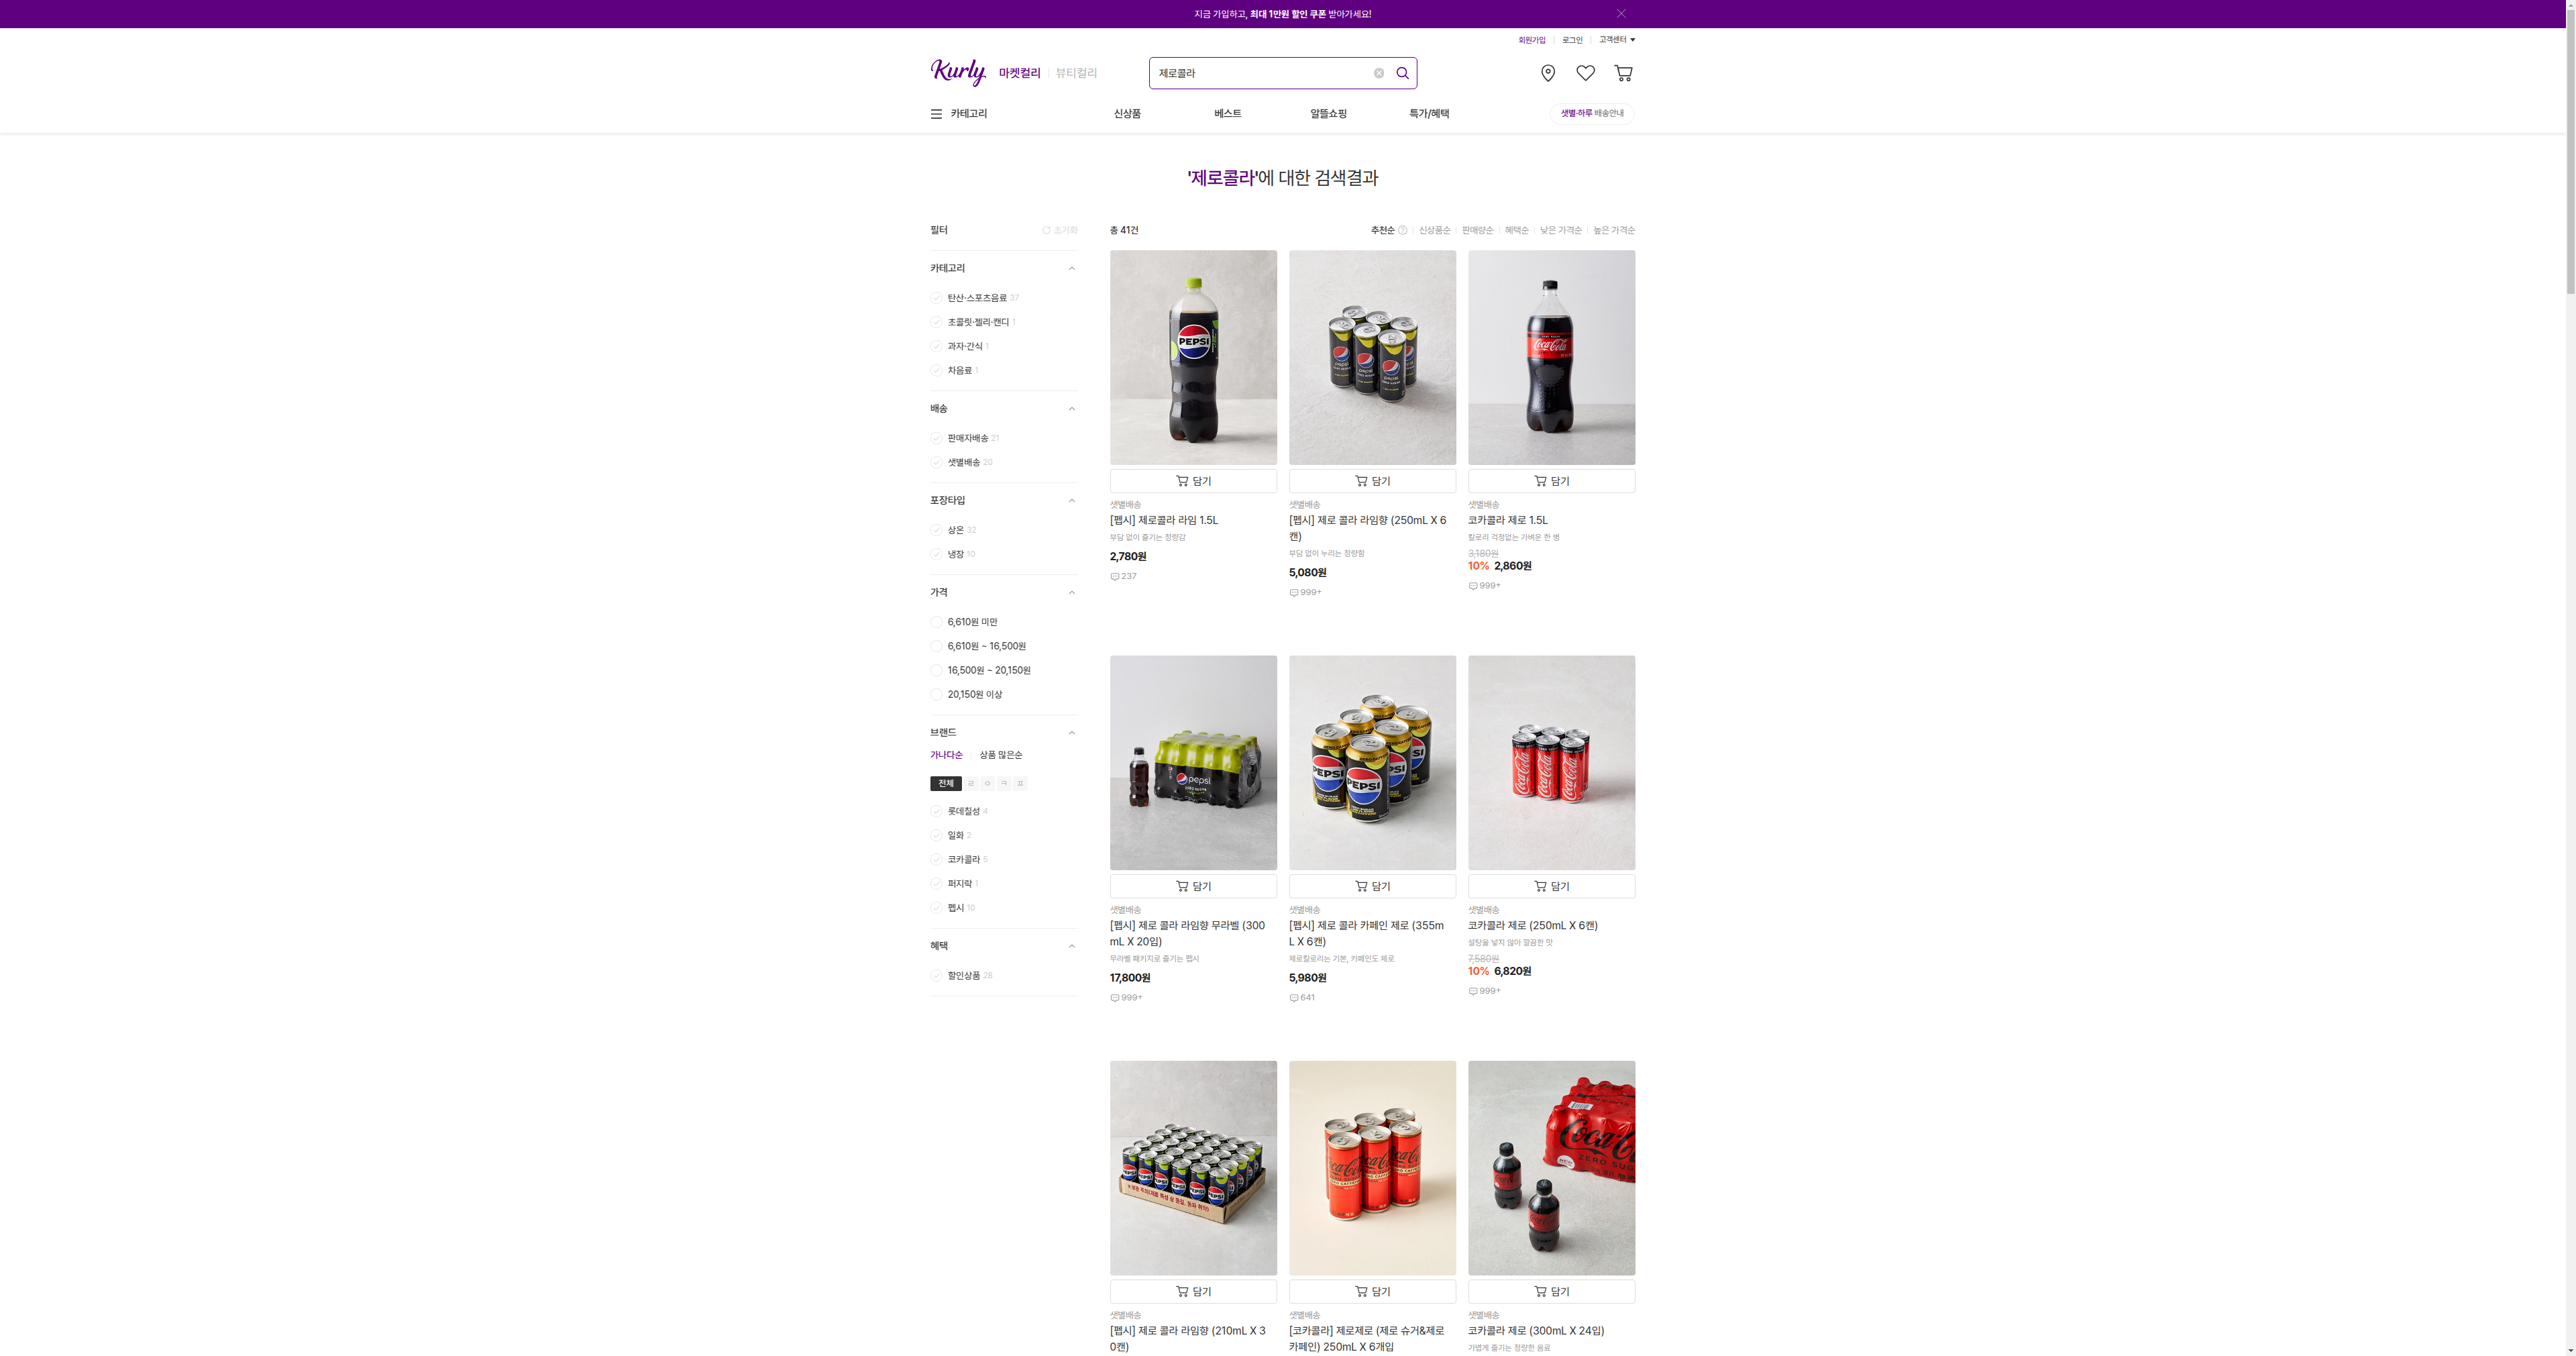 지금 가입하고, 최대 1만원 할인 쿠폰 받아가세요!
회원가입 로그인 고객센터
Kurly 마켓컬리 뷰티컬리 제로콜라
카테고리 신상품 베스트 알뜰쇼핑 특가/혜택 샛별·하루 배송안내
'제로콜라'에 대한 검색결과
필터 초기화
카테고리
탄산·스포츠음료 37
초콜릿·젤리·캔디 1
과자·간식 1
차음료 1
배송
판매자배송 21
샛별배송 20
포장타입
상온 32
냉장 10
가격
6,610원 미만
6,610원 ~ 16,500원
16,500원 ~ 20,150원
20,150원 이상
브랜드
가나다순 상품 많은순
전체 ㄹ ㅇ ㅋ ㅍ
롯데칠성 4
일화 2
코카콜라 5
퍼지락 1
펩시 10
혜택
할인상품 28
총 41건 추천순 신상품순 판매량순 혜택순 낮은 가격순 높은 가격순
PEPSI
pepsi
Coca-Cola
담기
샛별배송
[펩시] 제로콜라 라임 1.5L
부담 없이 즐기는 청량감
2,780원
237
담기
샛별배송
[펩시] 제로 콜라 라임향 (250mL X 6
캔)
부담 없이 누리는 청량함
5,080원
999+
담기
샛별배송
코카콜라 제로 1.5L
칼로리 걱정없는 가벼운 한 병
3,180원
10% 2,860원
999+
pepsi
PEPSI
PEPSI
Coca-Cola
담기
샛별배송
[펩시] 제로 콜라 라임향 무라벨 (300
mL X 20입)
무라벨 패키지로 즐기는 펩시
17,800원
999+
담기
샛별배송
[펩시] 제로 콜라 카페인 제로 (355m
L X 6캔)
제로칼로리는 기본, 카페인도 제로
5,980원
641
담기
샛별배송
코카콜라 제로 (250mL X 6캔)
설탕을 넣지 않아 깔끔한 맛
7,580원
10% 6,820원
999+
Coca-Cola
ZERO SUG
담기
샛별배송
[펩시] 제로 콜라 라임향 (210mL X 3
0캔)
담기
샛별배송
[코카콜라] 제로제로 (제로 슈거&제로
카페인) 250mL X 6개입
담기
샛별배송
코카콜라 제로 (300mL X 24입)
가볍게 즐기는 청량한 음료